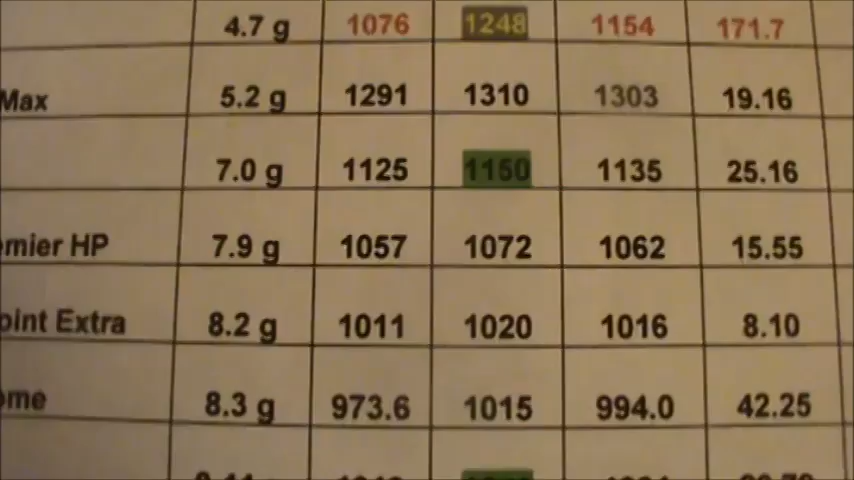 4.7 g 1076 1248 1154 171.7
Max 5.2 g 1291 1310 1303 19.16
7.0 g 1125 1150 1135 25.16
emier HP 7.9 g 1057 1072 1062 15.55
oint Extra 8.2 g 1011 1020 1016 8.10
ome 8.3 g 973.6 1015 994.0 42.25